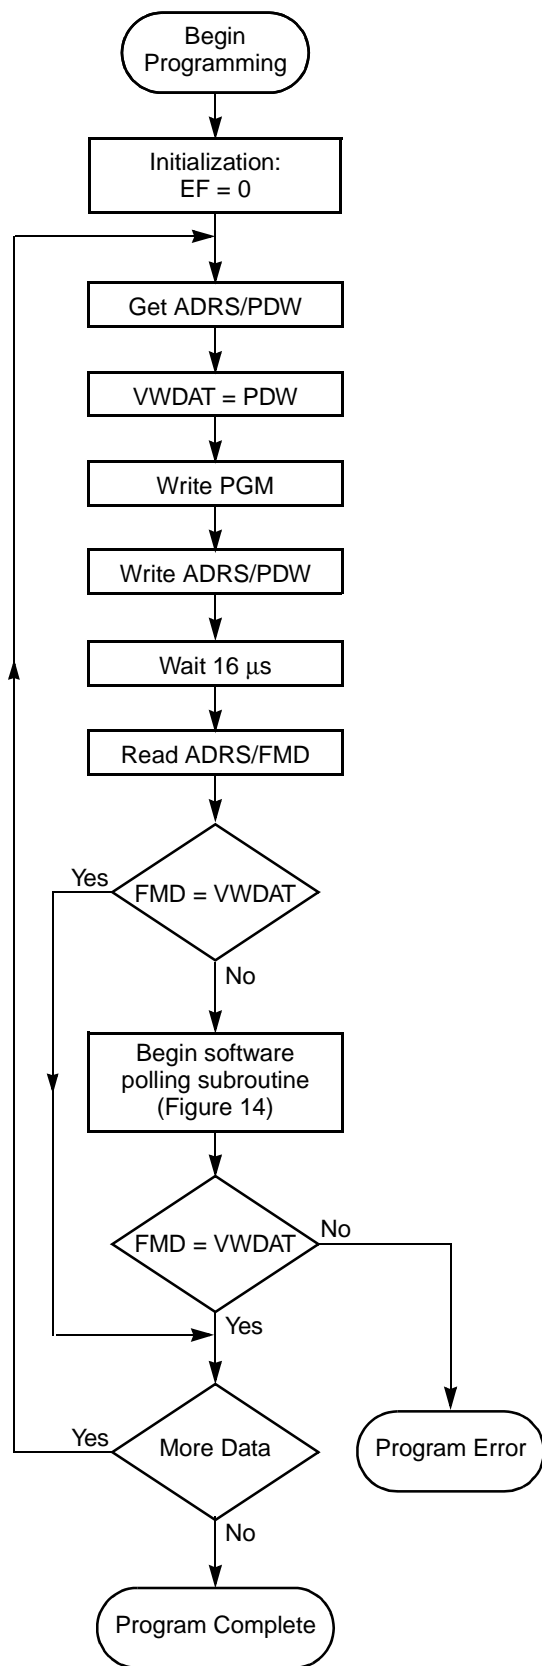 Begin
Programming
Initialization:
EF = 0
Get ADRS/PDW
VWDAT = PDW
Write PGM
Write ADRS/PDW
Wait 16 μs
Read ADRS/FMD
Yes
FMD = VWDAT
No
Begin software
polling subroutine
(Figure 14)
FMD = VWDAT
No
Yes
Yes
More Data
Program Error
No
Program Complete